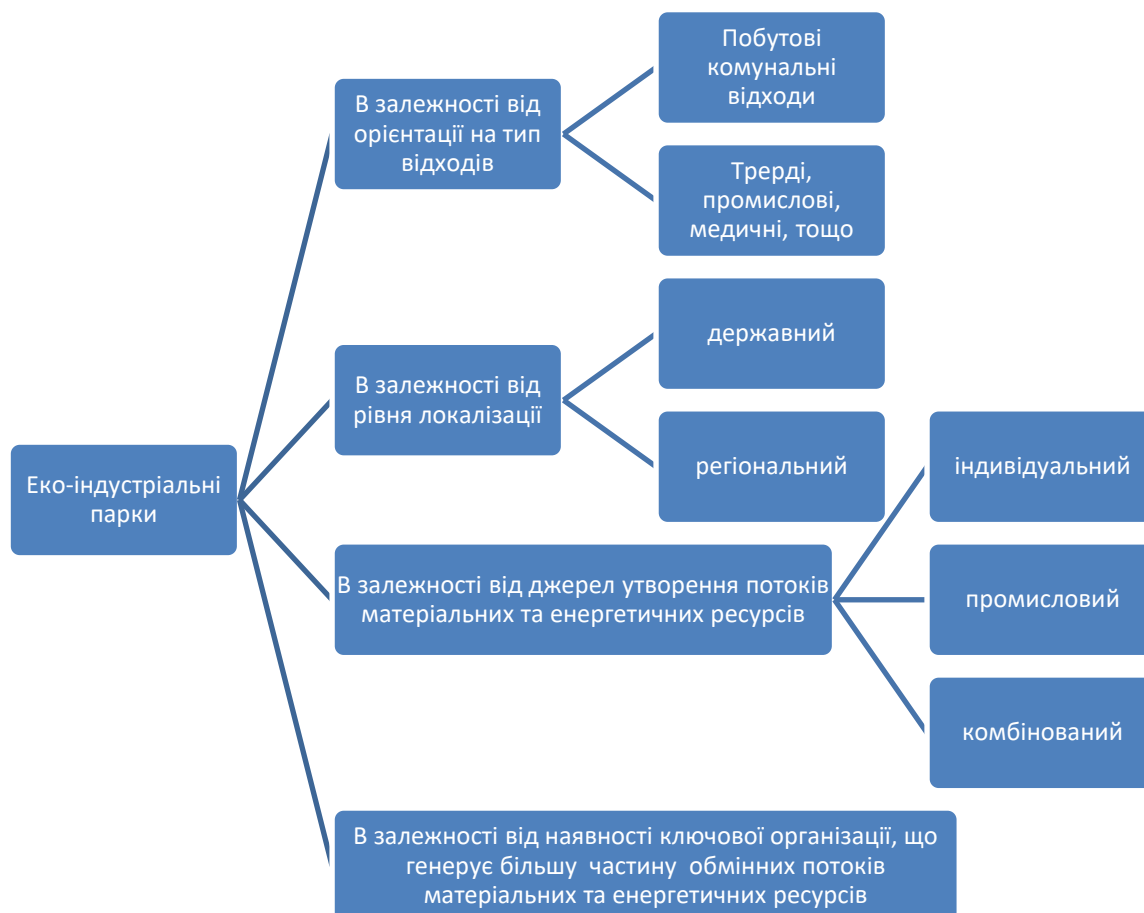 Еко-індустріальні
парки
В залежності від
орієнтації на тип
відходів
Побутові
комунальні
відходи
Трерді,
промислові,
медичні, тощо
В залежності від
рівня локалізації
державний
регіональний
В залежності від джерел утворення потоків
матеріальних та енергетичних ресурсів
індивідуальний
промисловий
комбінований
В залежності від наявності ключової організації, що
генерує більшу частину обмінних потоків
матеріальних та енергетичних ресурсів